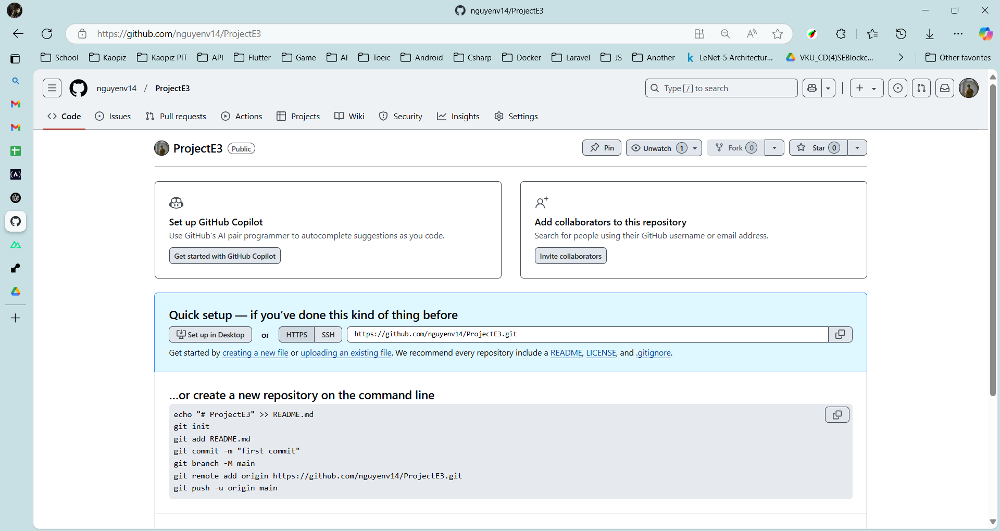 nguyenv14/ProjectE3
https://github.com/nguyenv14/ProjectE3
School Kaopiz Kaopiz PIT API Flutter Game AI Toeic Android Csharp Docker Laravel JS Another LeNet-5 Architectur... VKU_CD(4)SEBlockc... Other favorites
nguyenv14 / ProjectE3 Type / to search
Code Issues Pull requests Actions Projects Wiki Security Insights Settings
ProjectE3 Public Pin Unwatch 1 Fork 0 Star 0
Set up GitHub Copilot
Use GitHub's AI pair programmer to autocomplete suggestions as you code.
Get started with GitHub Copilot
Add collaborators to this repository
Search for people using their GitHub username or email address.
Invite collaborators
Quick setup — if you’ve done this kind of thing before
Set up in Desktop or HTTPS SSH https://github.com/nguyenv14/ProjectE3.git
Get started by creating a new file or uploading an existing file. We recommend every repository include a README, LICENSE, and .gitignore.
...or create a new repository on the command line
echo "# ProjectE3" >> README.md
git init
git add README.md
git commit -m "first commit"
git branch -M main
git remote add origin https://github.com/nguyenv14/ProjectE3.git
git push -u origin main